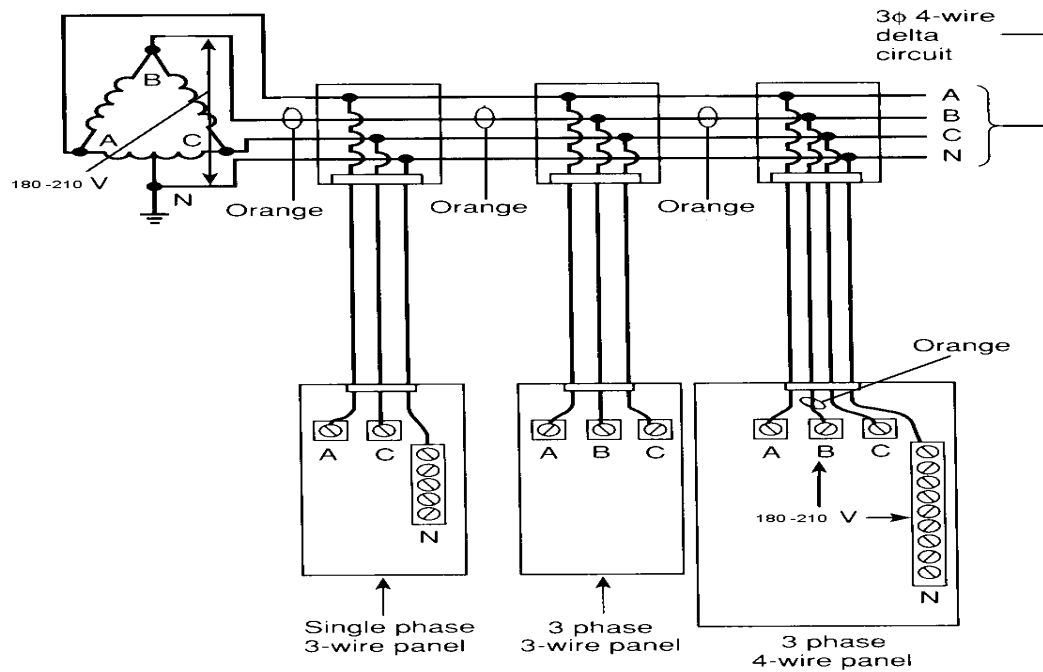 3φ 4-wire
delta
circuit
B
A
C
180-210 V
N
A
B
C
N
Orange
Orange
Orange
Orange
A
C
N
A
B
C
A
B
C
180-210 V
N
Single phase
3-wire panel
3 phase
3-wire panel
3 phase
4-wire panel